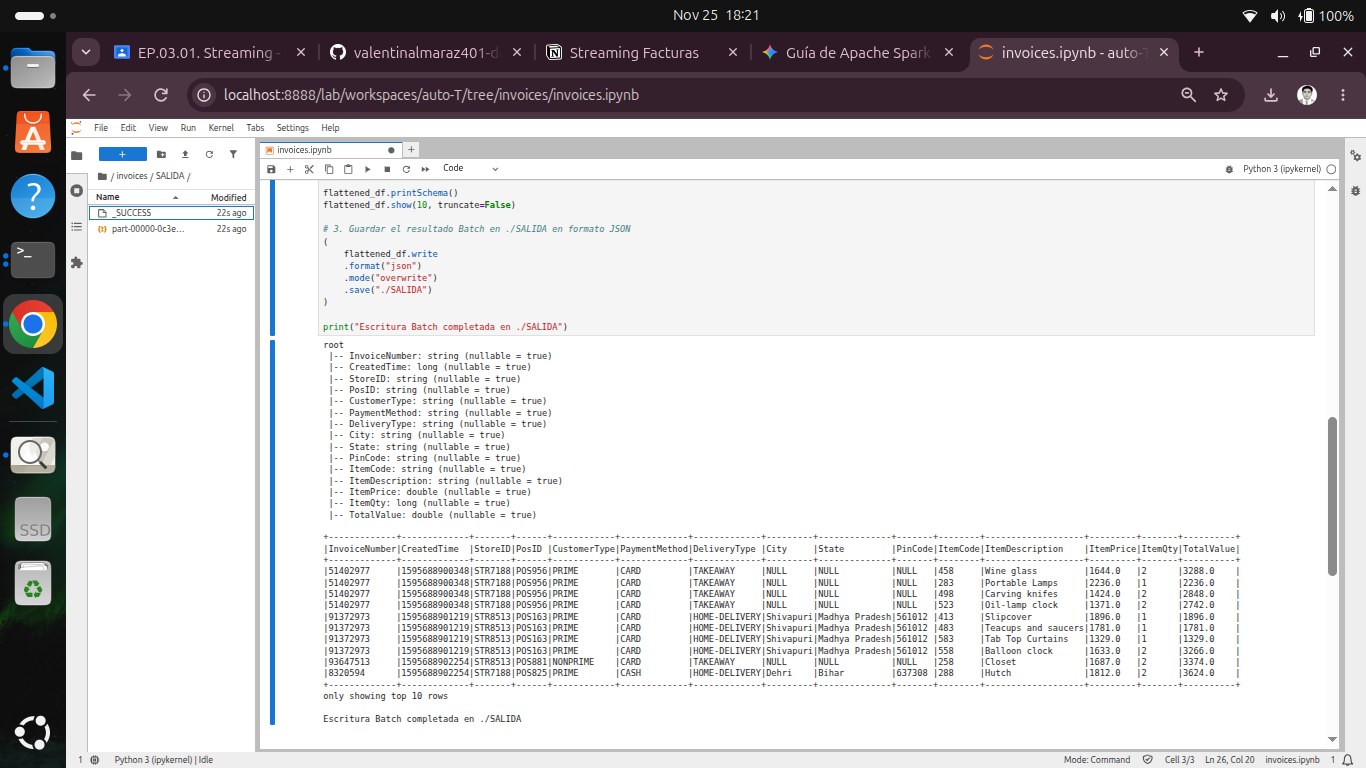 Nov 25 18:21
100%
EP.03.01. Streaming -
valentinalmaraz401-d
Streaming Facturas
Guía de Apache Spark
invoices.ipynb - auto-T
localhost:8888/lab/workspaces/auto-T/tree/invoices/invoices.ipynb
File Edit View Run Kernel Tabs Settings Help
invoices.ipynb
/ invoices / SALIDA /
Code
Python 3 (ipykernel)
Name Modified
_SUCCESS 22s ago
part-00000-0c3e... 22s ago
flattened_df.printSchema()
flattened_df.show(10, truncate=False)
# 3. Guardar el resultado Batch en ./SALIDA en formato JSON
(
flattened_df.write
.format("json")
.mode("overwrite")
.save("./SALIDA")
)
print("Escritura Batch completada en ./SALIDA")
root
|-- InvoiceNumber: string (nullable = true)
|-- CreatedTime: long (nullable = true)
|-- StoreID: string (nullable = true)
|-- PosID: string (nullable = true)
|-- CustomerType: string (nullable = true)
|-- PaymentMethod: string (nullable = true)
|-- DeliveryType: string (nullable = true)
|-- City: string (nullable = true)
|-- State: string (nullable = true)
|-- PinCode: string (nullable = true)
|-- ItemCode: string (nullable = true)
|-- ItemDescription: string (nullable = true)
|-- ItemPrice: double (nullable = true)
|-- ItemQty: long (nullable = true)
|-- TotalValue: double (nullable = true)
+-------------+-------------+-------+------+------------+-------------+-------------+--------+--------------+-------+--------+-------------------+---------+-------+----------+
|InvoiceNumber|CreatedTime  |StoreID|PosID |CustomerType|PaymentMethod|DeliveryType |City    |State         |PinCode|ItemCode|ItemDescription    |ItemPrice|ItemQty|TotalValue|
+-------------+-------------+-------+------+------------+-------------+-------------+--------+--------------+-------+--------+-------------------+---------+-------+----------+
|51402977     |1595688900348|STR7188|POS956|PRIME       |CARD         |TAKEAWAY     |NULL    |NULL          |NULL   |458     |Wine glass         |1644.0   |2      |3288.0    |
|51402977     |1595688900348|STR7188|POS956|PRIME       |CARD         |TAKEAWAY     |NULL    |NULL          |NULL   |283     |Portable Lamps     |2236.0   |1      |2236.0    |
|51402977     |1595688900348|STR7188|POS956|PRIME       |CARD         |TAKEAWAY     |NULL    |NULL          |NULL   |498     |Carving knifes     |1424.0   |2      |2848.0    |
|51402977     |1595688900348|STR7188|POS956|PRIME       |CARD         |TAKEAWAY     |NULL    |NULL          |NULL   |523     |Oil-lamp clock     |1371.0   |2      |2742.0    |
|91372973     |1595688901219|STR8513|POS163|PRIME       |CARD         |HOME-DELIVERY|Shivapuri|Madhya Pradesh|561012 |413     |Slipcover          |1896.0   |1      |1896.0    |
|91372973     |1595688901219|STR8513|POS163|PRIME       |CARD         |HOME-DELIVERY|Shivapuri|Madhya Pradesh|561012 |483     |Teacups and saucers|1781.0   |1      |1781.0    |
|91372973     |1595688901219|STR8513|POS163|PRIME       |CARD         |HOME-DELIVERY|Shivapuri|Madhya Pradesh|561012 |583     |Tab Top Curtains   |1329.0   |1      |1329.0    |
|91372973     |1595688901219|STR8513|POS163|PRIME       |CARD         |HOME-DELIVERY|Shivapuri|Madhya Pradesh|561012 |558     |Balloon clock      |1633.0   |2      |3266.0    |
|93647513     |1595688902254|STR8513|POS881|NONPRIME    |CARD         |TAKEAWAY     |NULL    |NULL          |NULL   |258     |Closet             |1687.0   |2      |3374.0    |
|8320594      |1595688902254|STR7188|POS825|PRIME       |CASH         |HOME-DELIVERY|Dehri   |Bihar         |637308 |288     |Hutch              |1812.0   |2      |3624.0    |
+-------------+-------------+-------+------+------------+-------------+-------------+--------+--------------+-------+--------+-------------------+---------+-------+----------+
only showing top 10 rows
Escritura Batch completada en ./SALIDA
SSD
1 Python 3 (ipykernel) | Idle
Mode: Command Cell 3/3 Ln 26, Col 20 invoices.ipynb 1